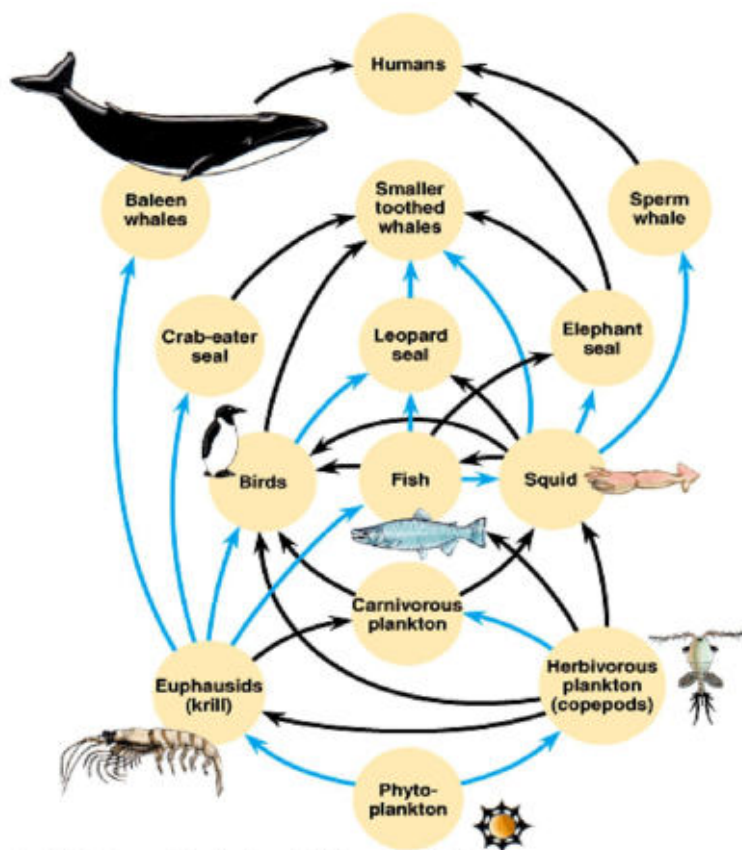 Humans
Baleen
whales
Smaller
toothed
whales
Sperm
whale
Crab-eater
seal
Leopard
seal
Elephant
seal
Birds
Fish
Squid
Carnivorous
plankton
Euphausids
(krill)
Herbivorous
plankton
(copepods)
Phyto-
plankton